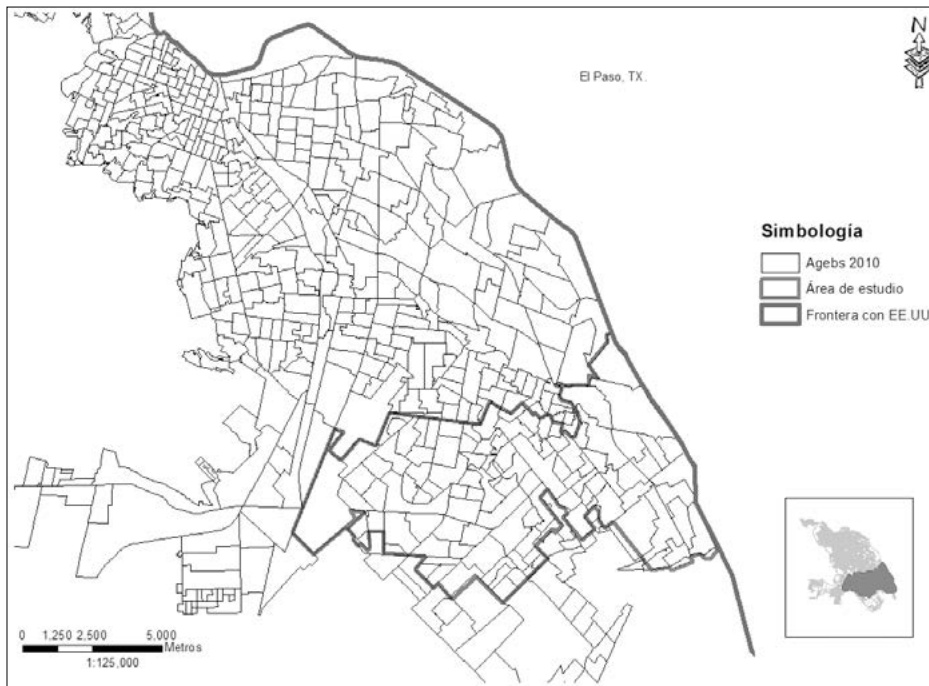 N
El Paso, TX.
Simbología
Agebs 2010
Área de estudio
Frontera con EE.UU
0 1,250 2,500 5,000
Metros
1:125,000